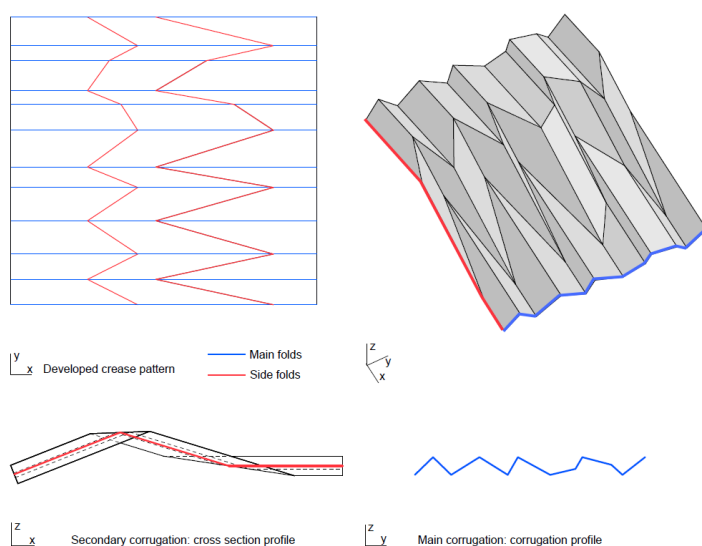 y
x
Developed crease pattern
Main folds
Side folds
z
y
x
z
x
Secondary corrugation: cross section profile
z
y
Main corrugation: corrugation profile